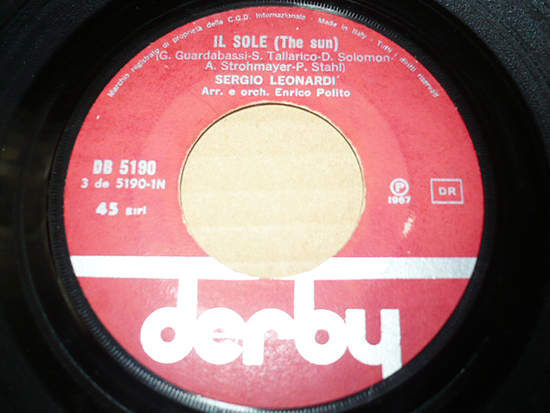 Marchio registrato di proprietà della C.G.D. Internazionale - Made in Italy - Tutti i diritti riservati
IL SOLE (The sun)
(G. Guardabassi-S. Tallarico-D. Solomon
A. Strohmayer-P. Stahl)
SERGIO LEONARDI
Arr. e orch. Enrico Polito
DB 5190
3 de 5190-1N
45 giri
P
1967
DR
derby